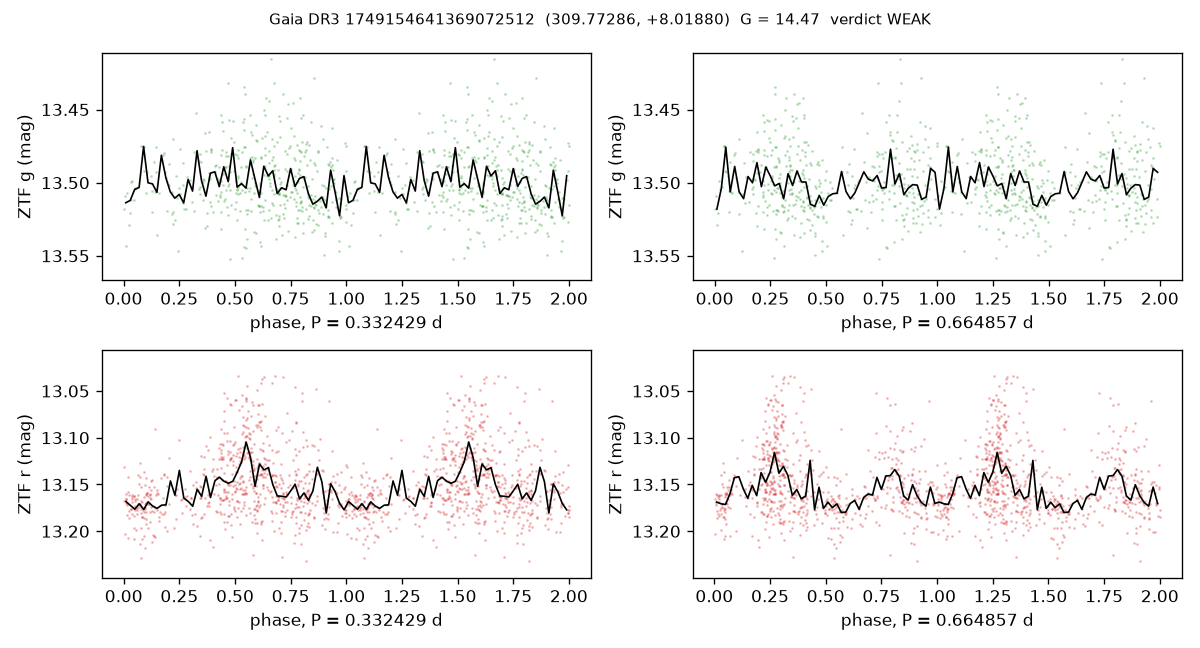 Gaia DR3 1749154641369072512  (309.77286, +8.01880)  G = 14.47  verdict WEAK
ZTF g (mag)
13.45
13.50
13.55
0.00 0.25 0.50 0.75 1.00 1.25 1.50 1.75 2.00
phase, P = 0.332429 d
ZTF g (mag)
13.45
13.50
13.55
0.00 0.25 0.50 0.75 1.00 1.25 1.50 1.75 2.00
phase, P = 0.664857 d
ZTF r (mag)
13.05
13.10
13.15
13.20
0.00 0.25 0.50 0.75 1.00 1.25 1.50 1.75 2.00
phase, P = 0.332429 d
ZTF r (mag)
13.05
13.10
13.15
13.20
0.00 0.25 0.50 0.75 1.00 1.25 1.50 1.75 2.00
phase, P = 0.664857 d